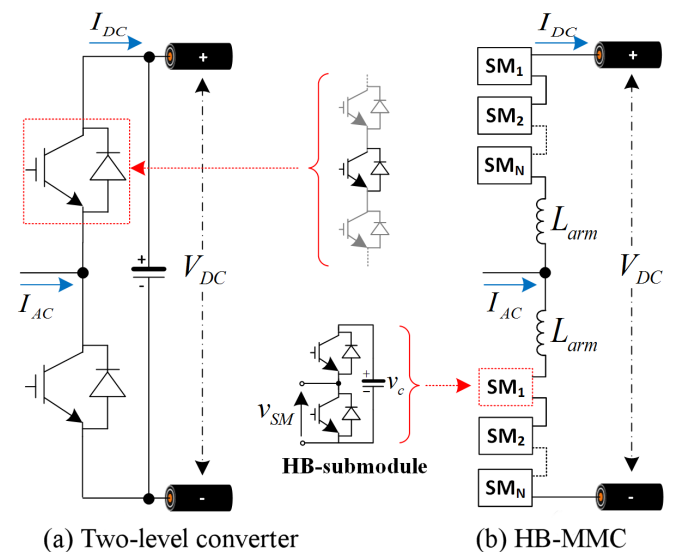 I_DC
+
+
-
V_DC
I_AC
-
(a) Two-level converter
v_SM
+
-
v_c
HB-submodule
I_DC
+
SM_1
SM_2
SM_N
L_arm
I_AC
V_DC
L_arm
SM_1
SM_2
SM_N
-
(b) HB-MMC